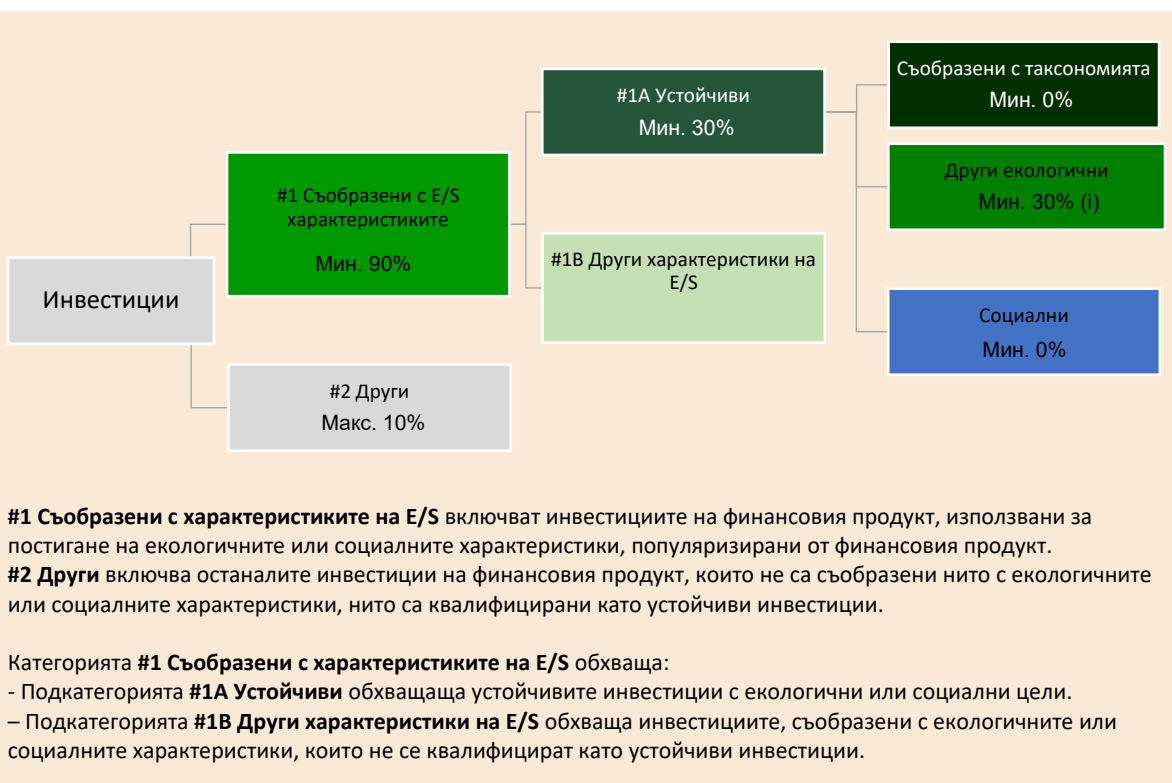 Инвестиции
#1 Съобразени с E/S
характеристиките
Мин. 90%
#2 Други
Макс. 10%
#1A Устойчиви
Мин. 30%
#1B Други характеристики на
E/S
Съобразени с таксономията
Мин. 0%
Други екологични
Мин. 30% (i)
Социални
Мин. 0%
#1 Съобразени с характеристиките на E/S включват инвестициите на финансовия продукт, използвани за
постигане на екологичните или социалните характеристики, популяризирани от финансовия продукт.
#2 Други включва останалите инвестиции на финансовия продукт, които не са съобразени нито с екологичните
или социалните характеристики, нито са квалифицирани като устойчиви инвестиции.
Категорията #1 Съобразени с характеристиките на E/S обхваща:
- Подкатегорията #1A Устойчиви обхващаща устойчивите инвестиции с екологични или социални цели.
– Подкатегорията #1B Други характеристики на E/S обхваща инвестициите, съобразени с екологичните или
социалните характеристики, които не се квалифицират като устойчиви инвестиции.